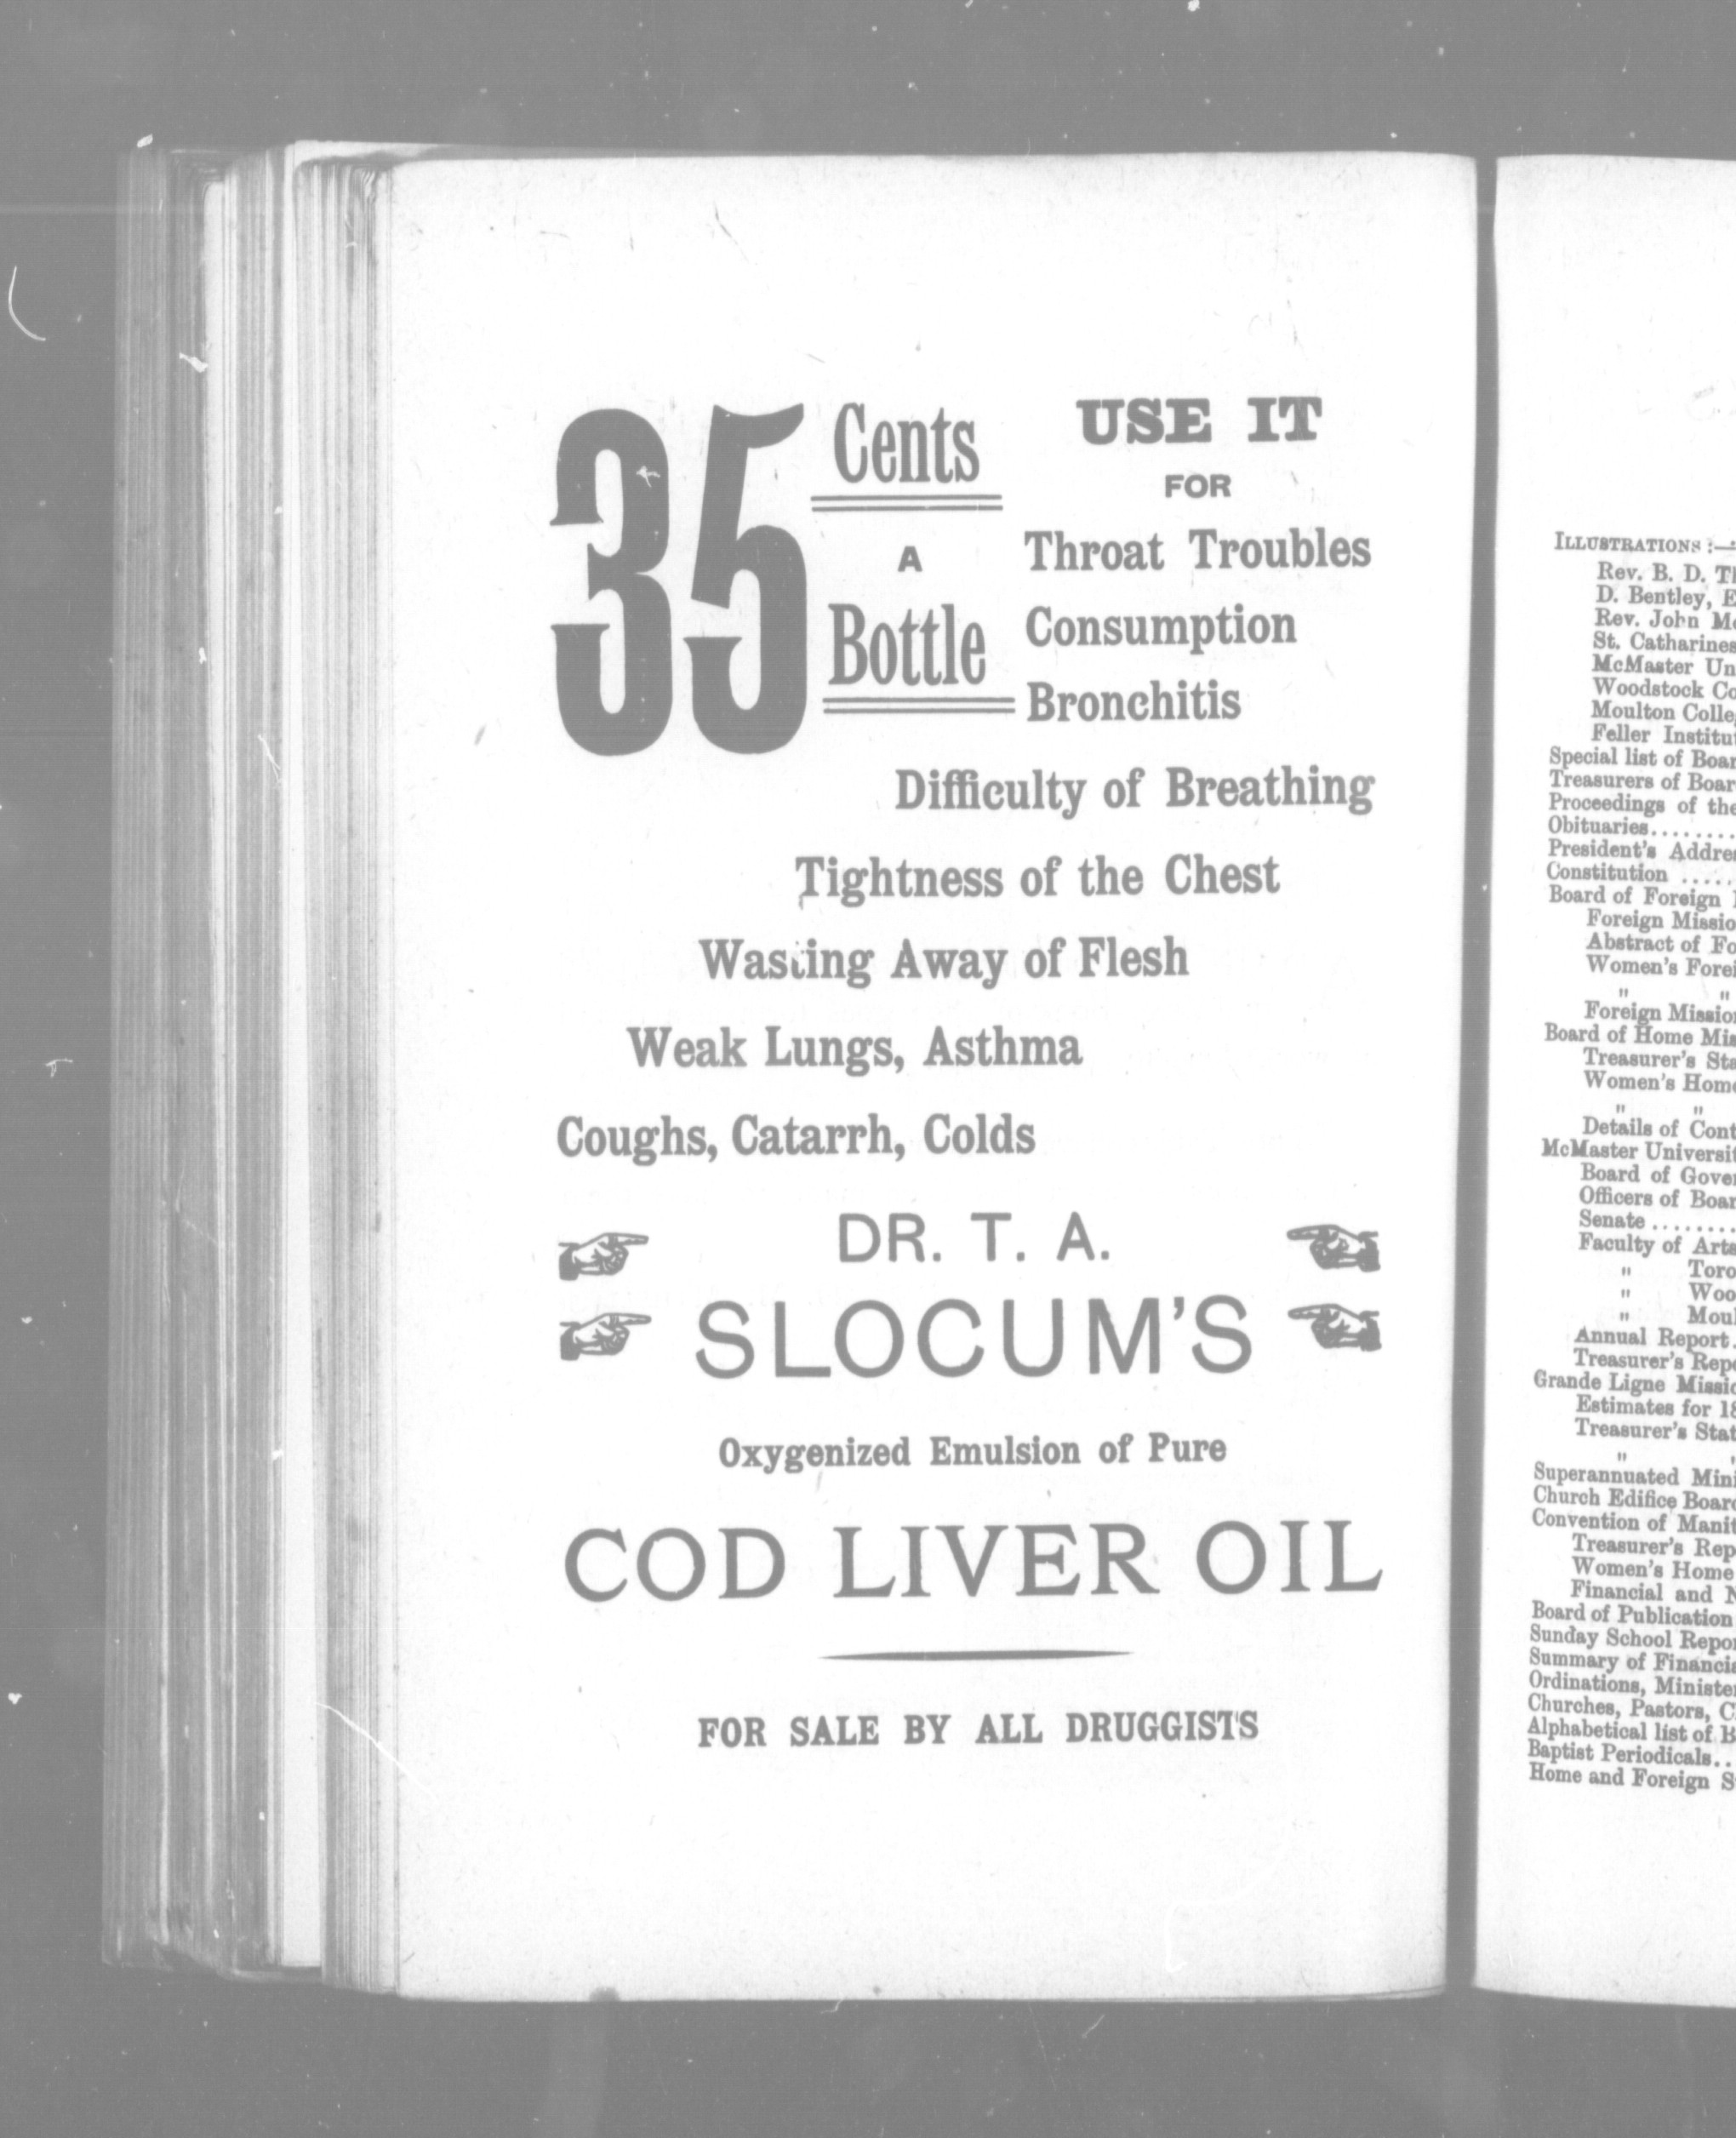 35 Cents
A
Bottle
USE IT
FOR
Throat Troubles
Consumption
Bronchitis
Difficulty of Breathing
Tightness of the Chest
Wasting Away of Flesh
Weak Lungs, Asthma
Coughs, Catarrh, Colds
DR. T. A.
SLOCUM'S
Oxygenized Emulsion of Pure
COD LIVER OIL
FOR SALE BY ALL DRUGGISTS
ILLUSTRATIONS:—
Rev. B. D.
D. Bentley,
Rev. John
St. Catharines
McMaster
Woodstock
Moulton
Feller
Special list of
Treasurers of
Proceedings of the
Obituaries........
President's
Constitution ....
Board of Foreign
Foreign
Abstract of
Women's
" "
Foreign
Board of Home
Treasurer's
Women's
" "
Details of
McMaster
Board of
Officers of
Senate .......
Faculty of
"
"
"
Annual Report.
Treasurer's
Grande Ligne
Estimates for
Treasurer's
" "
Superannuated
Church Edifice
Convention of
Treasurer's
Women's Home
Financial and
Board of Publication
Sunday School
Summary of
Ordinations,
Churches, Pastors,
Alphabetical list of
Baptist Periodicals..
Home and Foreign